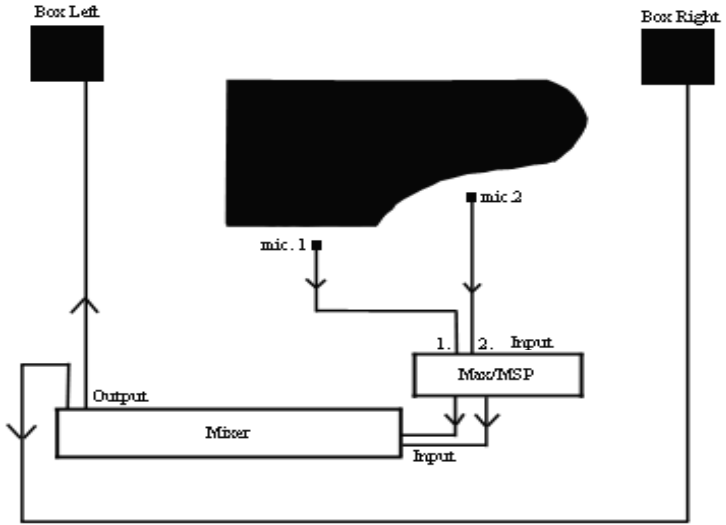 Box Left
Box Right
mic.2
mic. 1
1. 2. Input
Max/MSP
Output
Mixer
Input